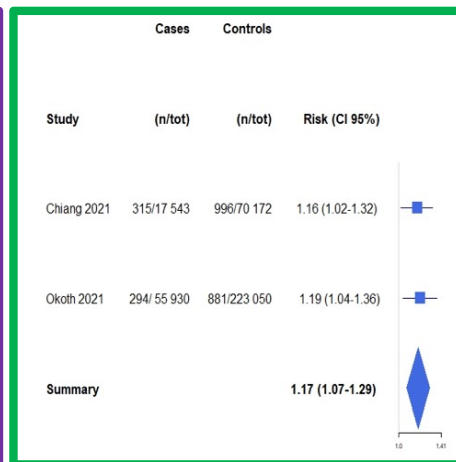 Cases Controls
Study (n/tot) (n/tot) Risk (CI 95%)
Chiang 2021 315/17 543 996/70 172 1.16 (1.02-1.32)
Okoth 2021 294/ 55 930 881/223 050 1.19 (1.04-1.36)
Summary 1.17 (1.07-1.29)
1.0 1.41